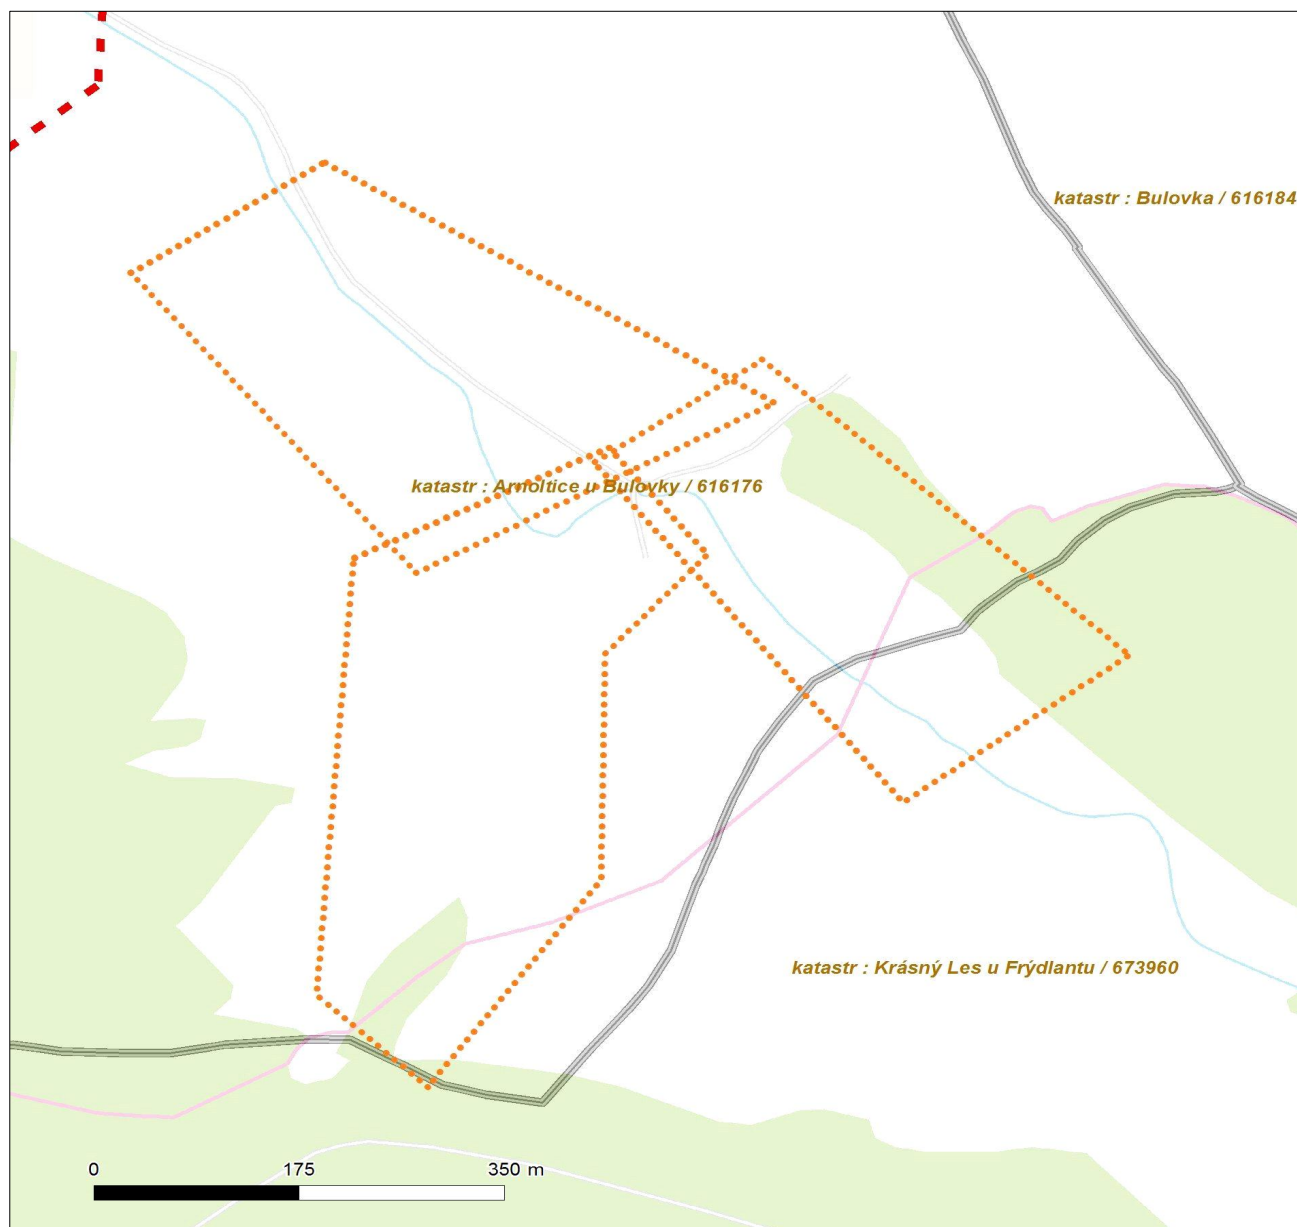 katastr : Bulovka / 616184
katastr : Arnoltice u Bulovky / 616176
katastr : Krásný Les u Frýdlantu / 673960
0 175 350 m